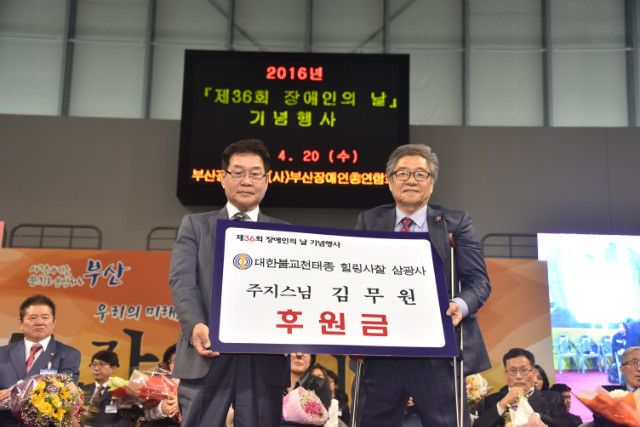 2016년
『제36회 장애인의 날』
기념행사
4. 20 (수)
부산광 (사)부산장애인총연합
제36회 장애인의 날 기념행사
대한불교천태종 힐링사찰 삼광사
주지스님 김 무 원
후 원 금
부산
우리의 미래